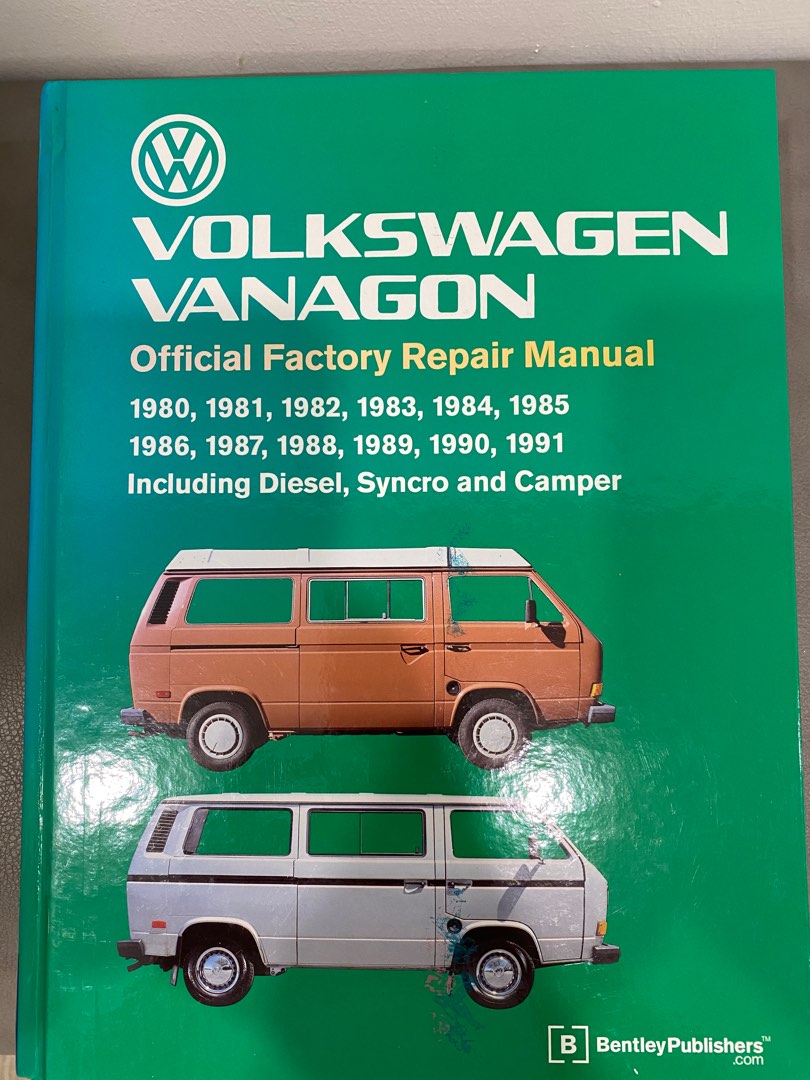 VOLKSWAGEN
VANAGON
Official Factory Repair Manual
1980, 1981, 1982, 1983, 1984, 1985
1986, 1987, 1988, 1989, 1990, 1991
Including Diesel, Syncro and Camper
[B] BentleyPublishers™
.com